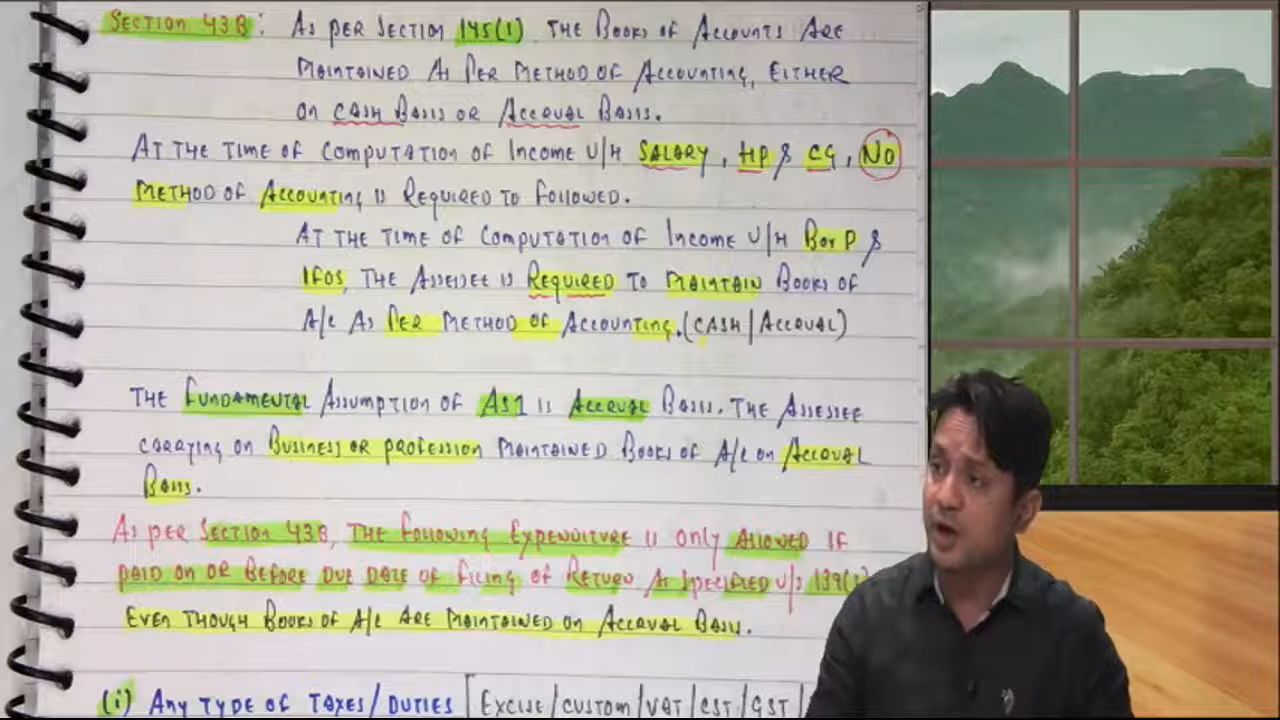 SECTION 43B : AS PER SECTION 145(1) THE BOOKS OF ACCOUNTS ARE
MAINTAINED AS PER METHOD OF ACCOUNTING, EITHER
ON CASH BASIS OR ACCRUAL BASIS.
AT THE TIME OF COMPUTATION OF INCOME U/H SALARY, HP & CG, NO
METHOD OF ACCOUNTING IS REQUIRED TO FOLLOWED.
AT THE TIME OF COMPUTATION OF INCOME U/H B or P &
IFOS, THE ASSESSEE IS REQUIRED TO MAINTAIN BOOKS OF
A/C AS PER METHOD OF ACCOUNTING. (CASH/ACCRUAL)
THE FUNDAMENTAL ASSUMPTION OF AS1 IS ACCRUAL BASIS. THE ASSESSEE
CARRYING ON BUSINESS OR PROFESSION MAINTAINED BOOKS OF A/C ON ACCRUAL
BASIS.
AS PER SECTION 43B, THE FOLLOWING EXPENDITURE IS ONLY ALLOWED IF
PAID ON OR BEFORE DUE DATE OF FILING OF RETURN AS SPECIFIED U/S
EVEN THOUGH BOOKS OF A/C ARE MAINTAINED ON ACCRUAL BASIS.
(i) ANY TYPE OF TAXES/DUTIES [EXCISE/CUSTOM/VAT/CST/GST/